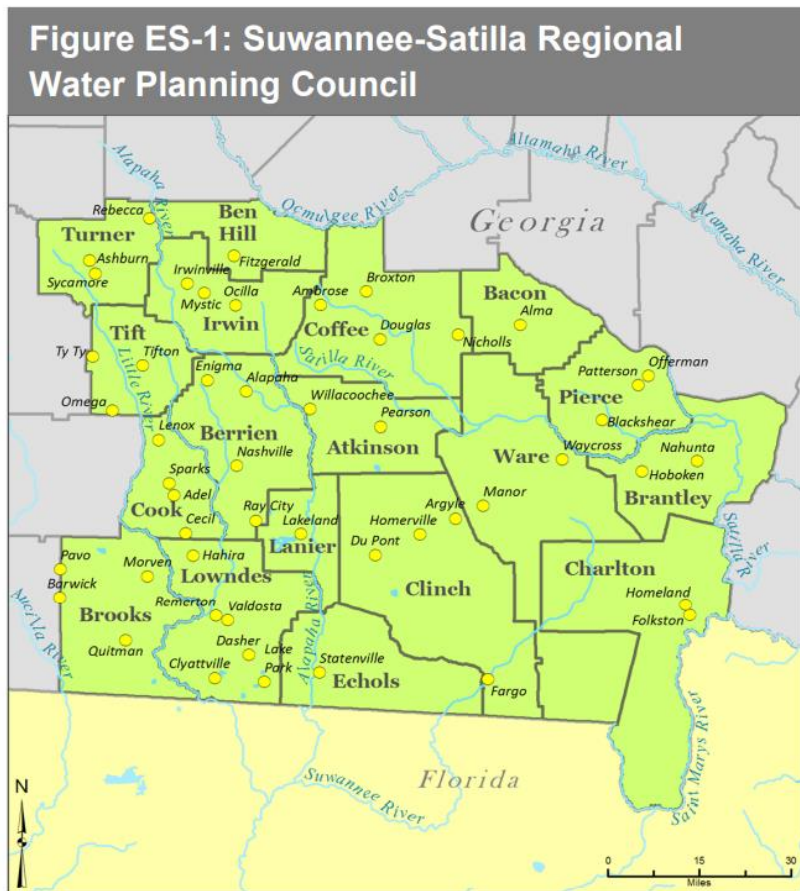 Figure ES-1: Suwannee-Satilla Regional
Water Planning Council
Alapaha River
Altamaha River
Ocmulgee River
Georgia
Altamaha River
Rebecca
Ben
Hill
Turner
Ashburn
Sycamore
Fitzgerald
Irwinville
Mystic
Ocilla
Irwin
Ambrose
Broxton
Coffee
Douglas
Bacon
Alma
Nicholls
Tift
Ty Ty
Tifton
Little River
Omega
Enigma
Alapaha
Satilla River
Willacoochee
Patterson
Offerman
Pierce
Blackshear
Lenox
Berrien
Nashville
Pearson
Atkinson
Ware
Waycross
Nahunta
Hoboken
Brantley
Sparks
Adel
Cook
Cecil
Ray City
Lakeland
Lanier
Argyle
Manor
Homerville
Du Pont
Clinch
Satilla R
iver
Charlton
Homeland
Folkston
Pavo
Barwick
Morven
Hahira
Lowndes
Brooks
Remerton
Valdosta
Quitman
Dasher
Lake
Park
Clyattville
Alapaha River
Statenville
Echols
Fargo
Aucilla River
Suwannee River
Florida
Saint Marys River
N
0 15 30
Miles